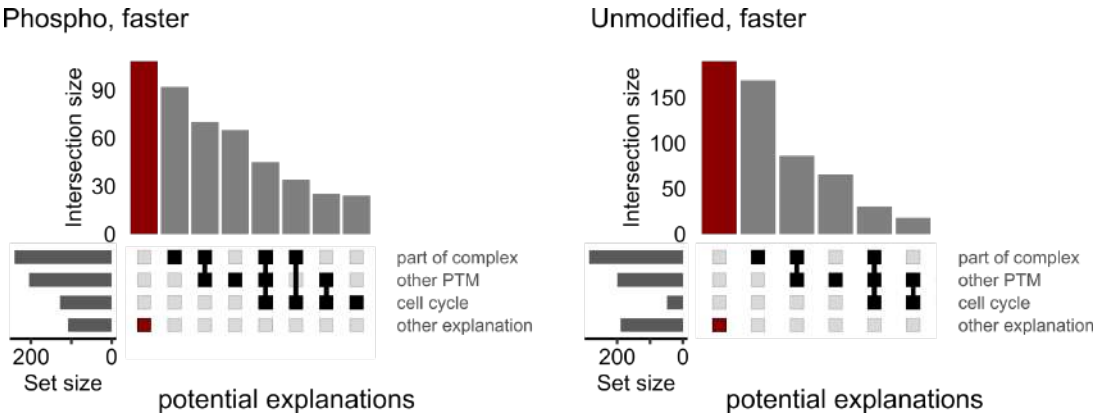 Phospho, faster
Intersection size
90
60
30
0
part of complex
other PTM
cell cycle
other explanation
200 0
Set size
potential explanations
Unmodified, faster
Intersection size
150
100
50
0
part of complex
other PTM
cell cycle
other explanation
200 0
Set size
potential explanations